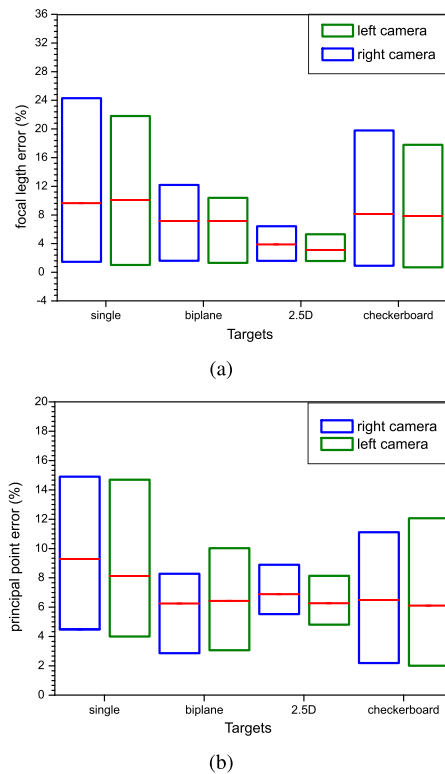 36
32
28
24
20
16
12
8
4
0
-4
focal legth error (%)
left camera
right camera
single
biplane
2.5D
checkerboard
Targets
(a)
20
18
16
14
12
10
8
6
4
2
0
principal point error (%)
right camera
left camera
single
biplane
2.5D
checkerboard
Targets
(b)